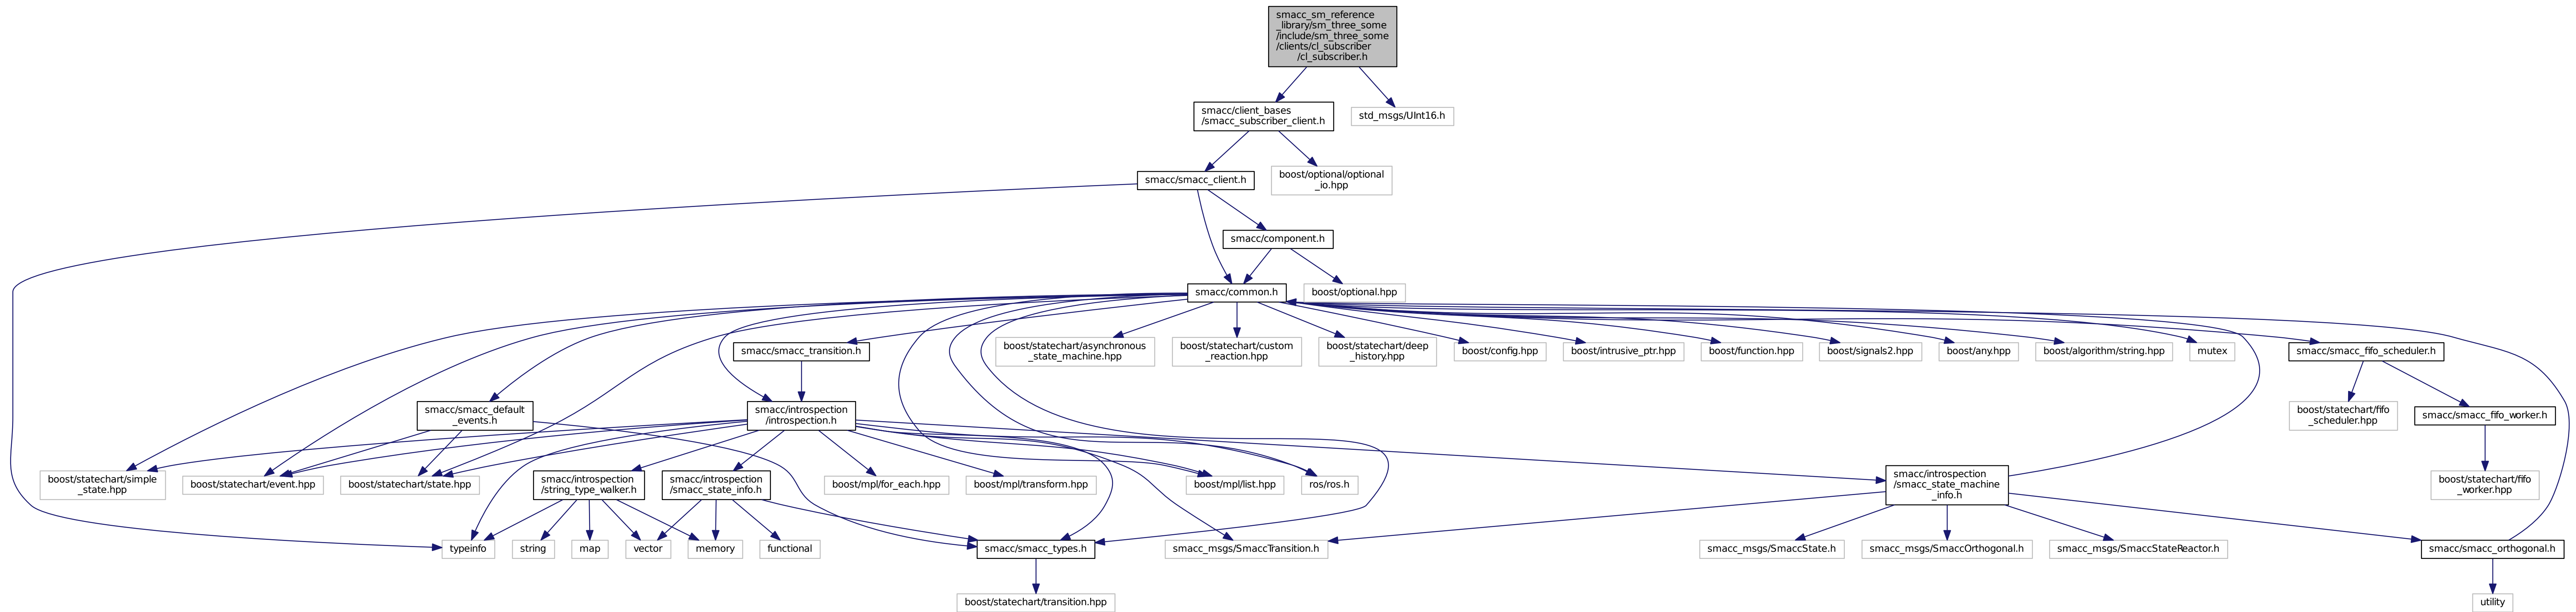 smacc_sm_reference
_library/sm_three_some
/include/sm_three_some
/clients/cl_subscriber
/cl_subscriber.h
smacc/client_bases
/smacc_subscriber_client.h
std_msgs/UInt16.h
smacc/smacc_client.h
boost/optional/optional
_io.hpp
smacc/component.h
smacc/common.h
boost/optional.hpp
smacc/smacc_transition.h
boost/statechart/asynchronous
_state_machine.hpp
boost/statechart/custom
_reaction.hpp
boost/statechart/deep
_history.hpp
boost/config.hpp
boost/intrusive_ptr.hpp
boost/function.hpp
boost/signals2.hpp
boost/any.hpp
boost/algorithm/string.hpp
mutex
smacc/smacc_fifo_scheduler.h
smacc/smacc_default
_events.h
smacc/introspection
/introspection.h
boost/statechart/fifo
_scheduler.hpp
smacc/smacc_fifo_worker.h
boost/statechart/simple
_state.hpp
boost/statechart/event.hpp
boost/statechart/state.hpp
smacc/introspection
/string_type_walker.h
smacc/introspection
/smacc_state_info.h
boost/mpl/for_each.hpp
boost/mpl/transform.hpp
boost/mpl/list.hpp
ros/ros.h
smacc/introspection
/smacc_state_machine
_info.h
boost/statechart/fifo
_worker.hpp
typeinfo
string
map
vector
memory
functional
smacc/smacc_types.h
smacc_msgs/SmaccTransition.h
smacc_msgs/SmaccState.h
smacc_msgs/SmaccOrthogonal.h
smacc_msgs/SmaccStateReactor.h
smacc/smacc_orthogonal.h
boost/statechart/transition.hpp
utility